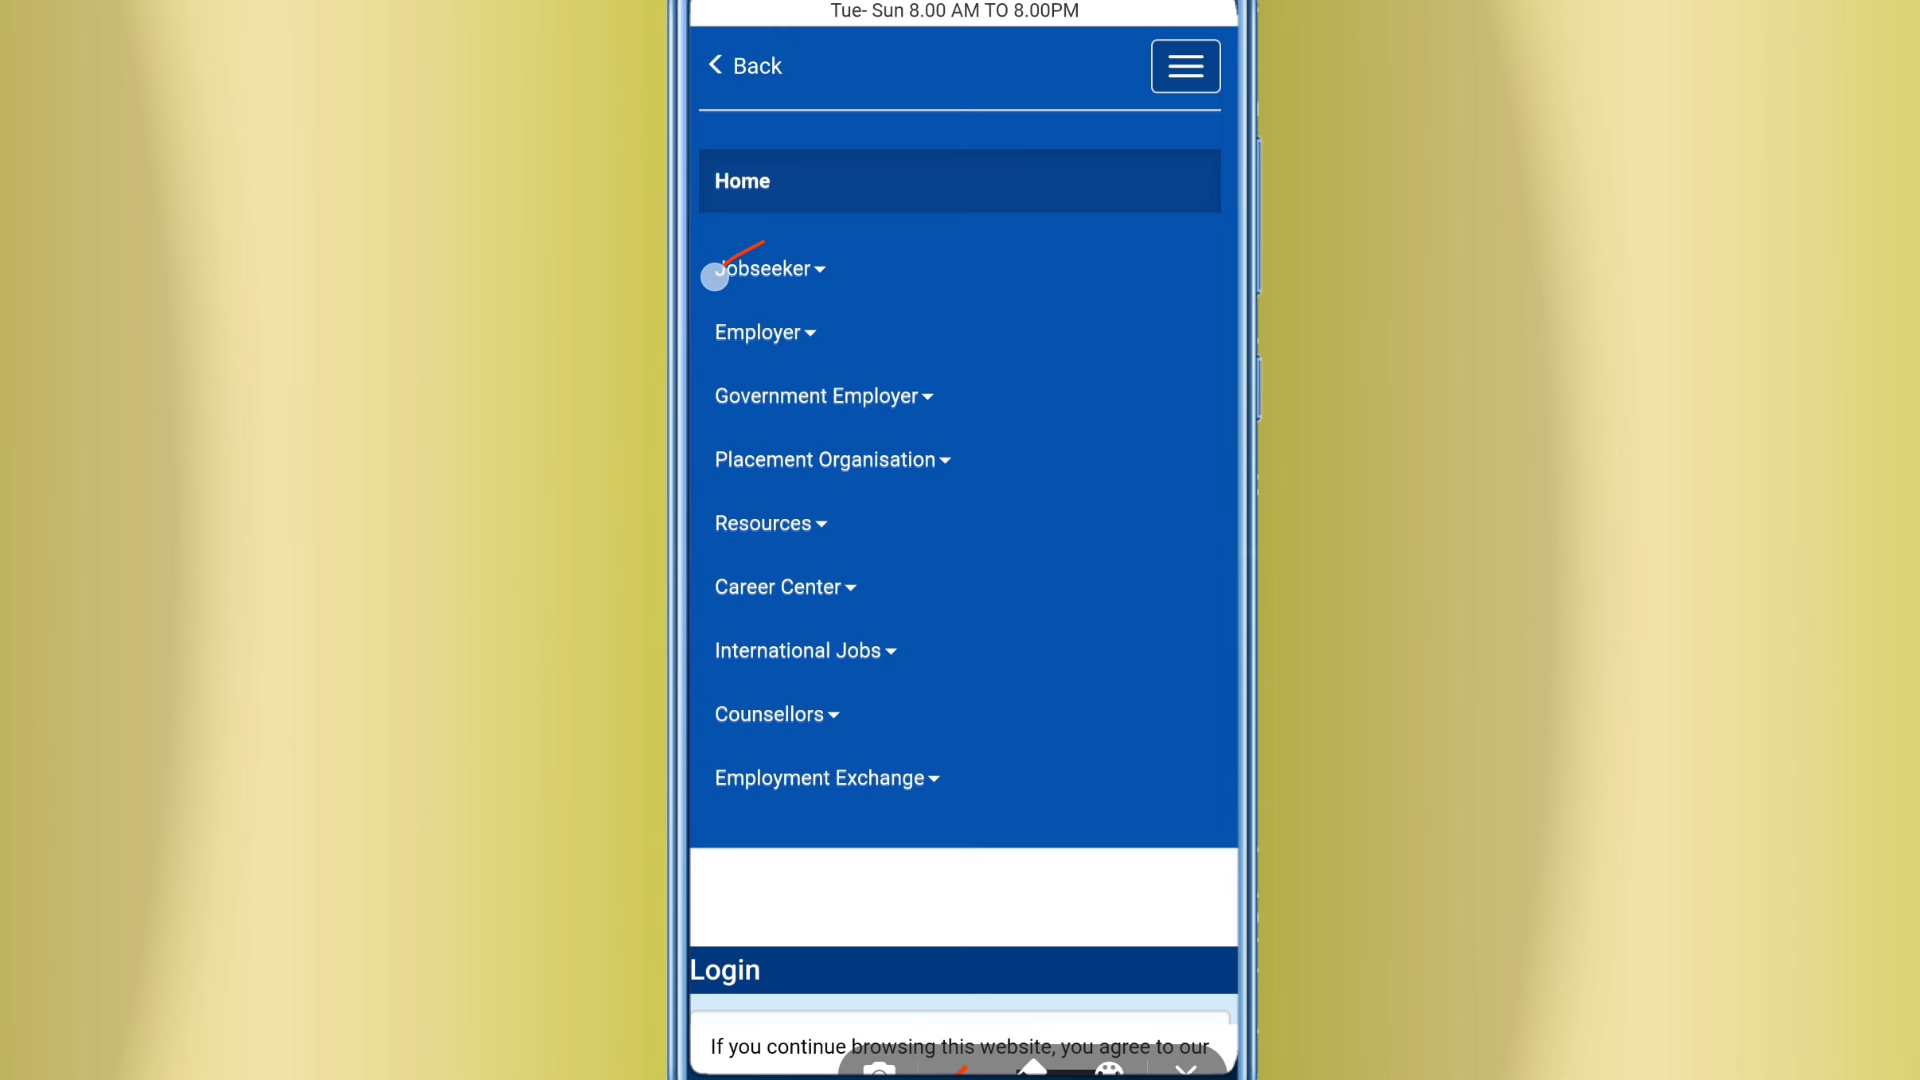 Tue- Sun 8.00 AM TO 8.00PM
Back
Home
Jobseeker
Employer
Government Employer
Placement Organisation
Resources
Career Center
International Jobs
Counsellors
Employment Exchange
Login
If you continue browsing this website, you agree to our